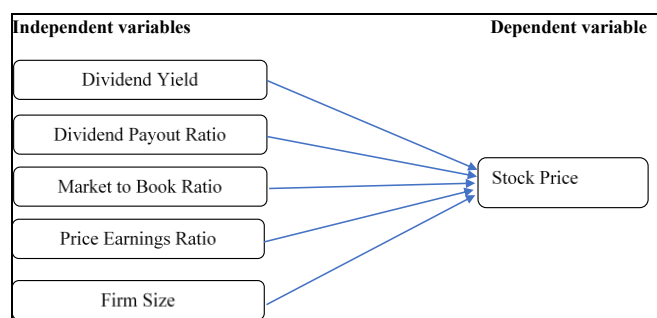 Independent variables
Dependent variable
Dividend Yield
Dividend Payout Ratio
Market to Book Ratio
Stock Price
Price Earnings Ratio
Firm Size